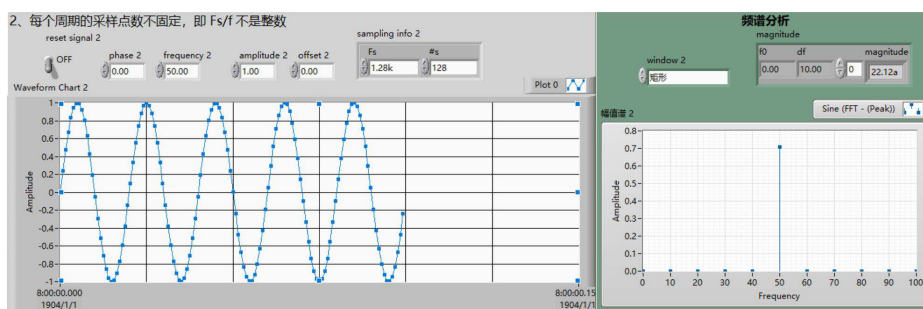 2、每个周期的采样点数不固定，即 Fs/f 不是整数
reset signal 2
OFF
phase 2
0.00
frequency 2
50.00
amplitude 2
1.00
offset 2
0.00
sampling info 2
Fs
#s
1.28k
128
Waveform Chart 2
Plot 0
Amplitude
1
0.8
0.6
0.4
0.2
0
-0.2
-0.4
-0.6
-0.8
-1
8:00:00.000
1904/1/1
8:00:00.15
1904/1/1
频谱分析
window 2
矩形
magnitude
f0
df
magnitude
0.00
10.00
0
22.12a
幅值谱 2
Sine (FFT - (Peak))
Amplitude
0.8
0.7
0.6
0.5
0.4
0.3
0.2
0.1
0.0
0 10 20 30 40 50 60 70 80 90 100
Frequency